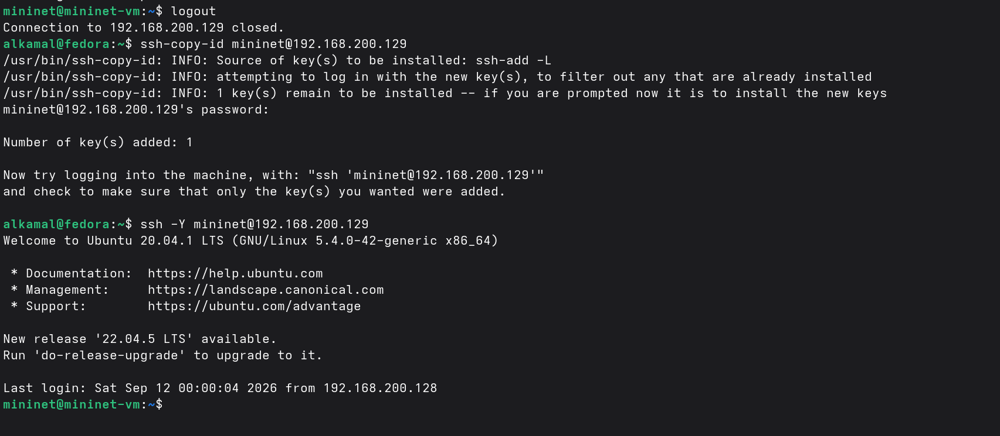 mininet@mininet-vm:~$ logout
Connection to 192.168.200.129 closed.
alkamal@fedora:~$ ssh-copy-id mininet@192.168.200.129
/usr/bin/ssh-copy-id: INFO: Source of key(s) to be installed: ssh-add -L
/usr/bin/ssh-copy-id: INFO: attempting to log in with the new key(s), to filter out any that are already installed
/usr/bin/ssh-copy-id: INFO: 1 key(s) remain to be installed -- if you are prompted now it is to install the new keys
mininet@192.168.200.129's password:

Number of key(s) added: 1

Now try logging into the machine, with: "ssh 'mininet@192.168.200.129'"
and check to make sure that only the key(s) you wanted were added.

alkamal@fedora:~$ ssh -Y mininet@192.168.200.129
Welcome to Ubuntu 20.04.1 LTS (GNU/Linux 5.4.0-42-generic x86_64)

 * Documentation:  https://help.ubuntu.com
 * Management:     https://landscape.canonical.com
 * Support:        https://ubuntu.com/advantage

New release '22.04.5 LTS' available.
Run 'do-release-upgrade' to upgrade to it.

Last login: Sat Sep 12 00:00:04 2026 from 192.168.200.128
mininet@mininet-vm:~$